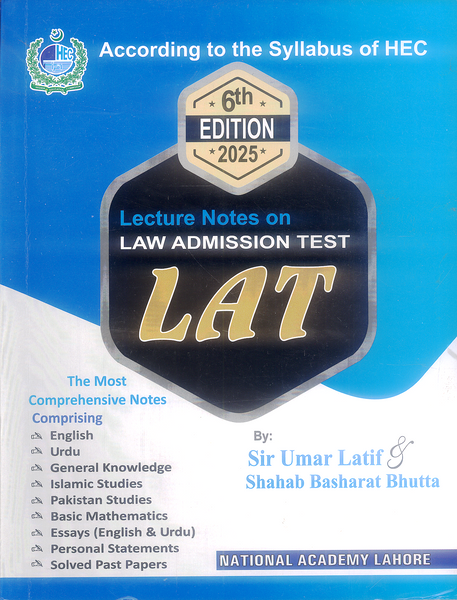 HEC
According to the Syllabus of HEC
6th
EDITION
2025
Lecture Notes on
LAW ADMISSION TEST
LAT
The Most
Comprehensive Notes
Comprising
English
Urdu
General Knowledge
Islamic Studies
Pakistan Studies
Basic Mathematics
Essays (English & Urdu)
Personal Statements
Solved Past Papers
By:
Sir Umar Latif &
Shahab Basharat Bhutta
NATIONAL ACADEMY LAHORE